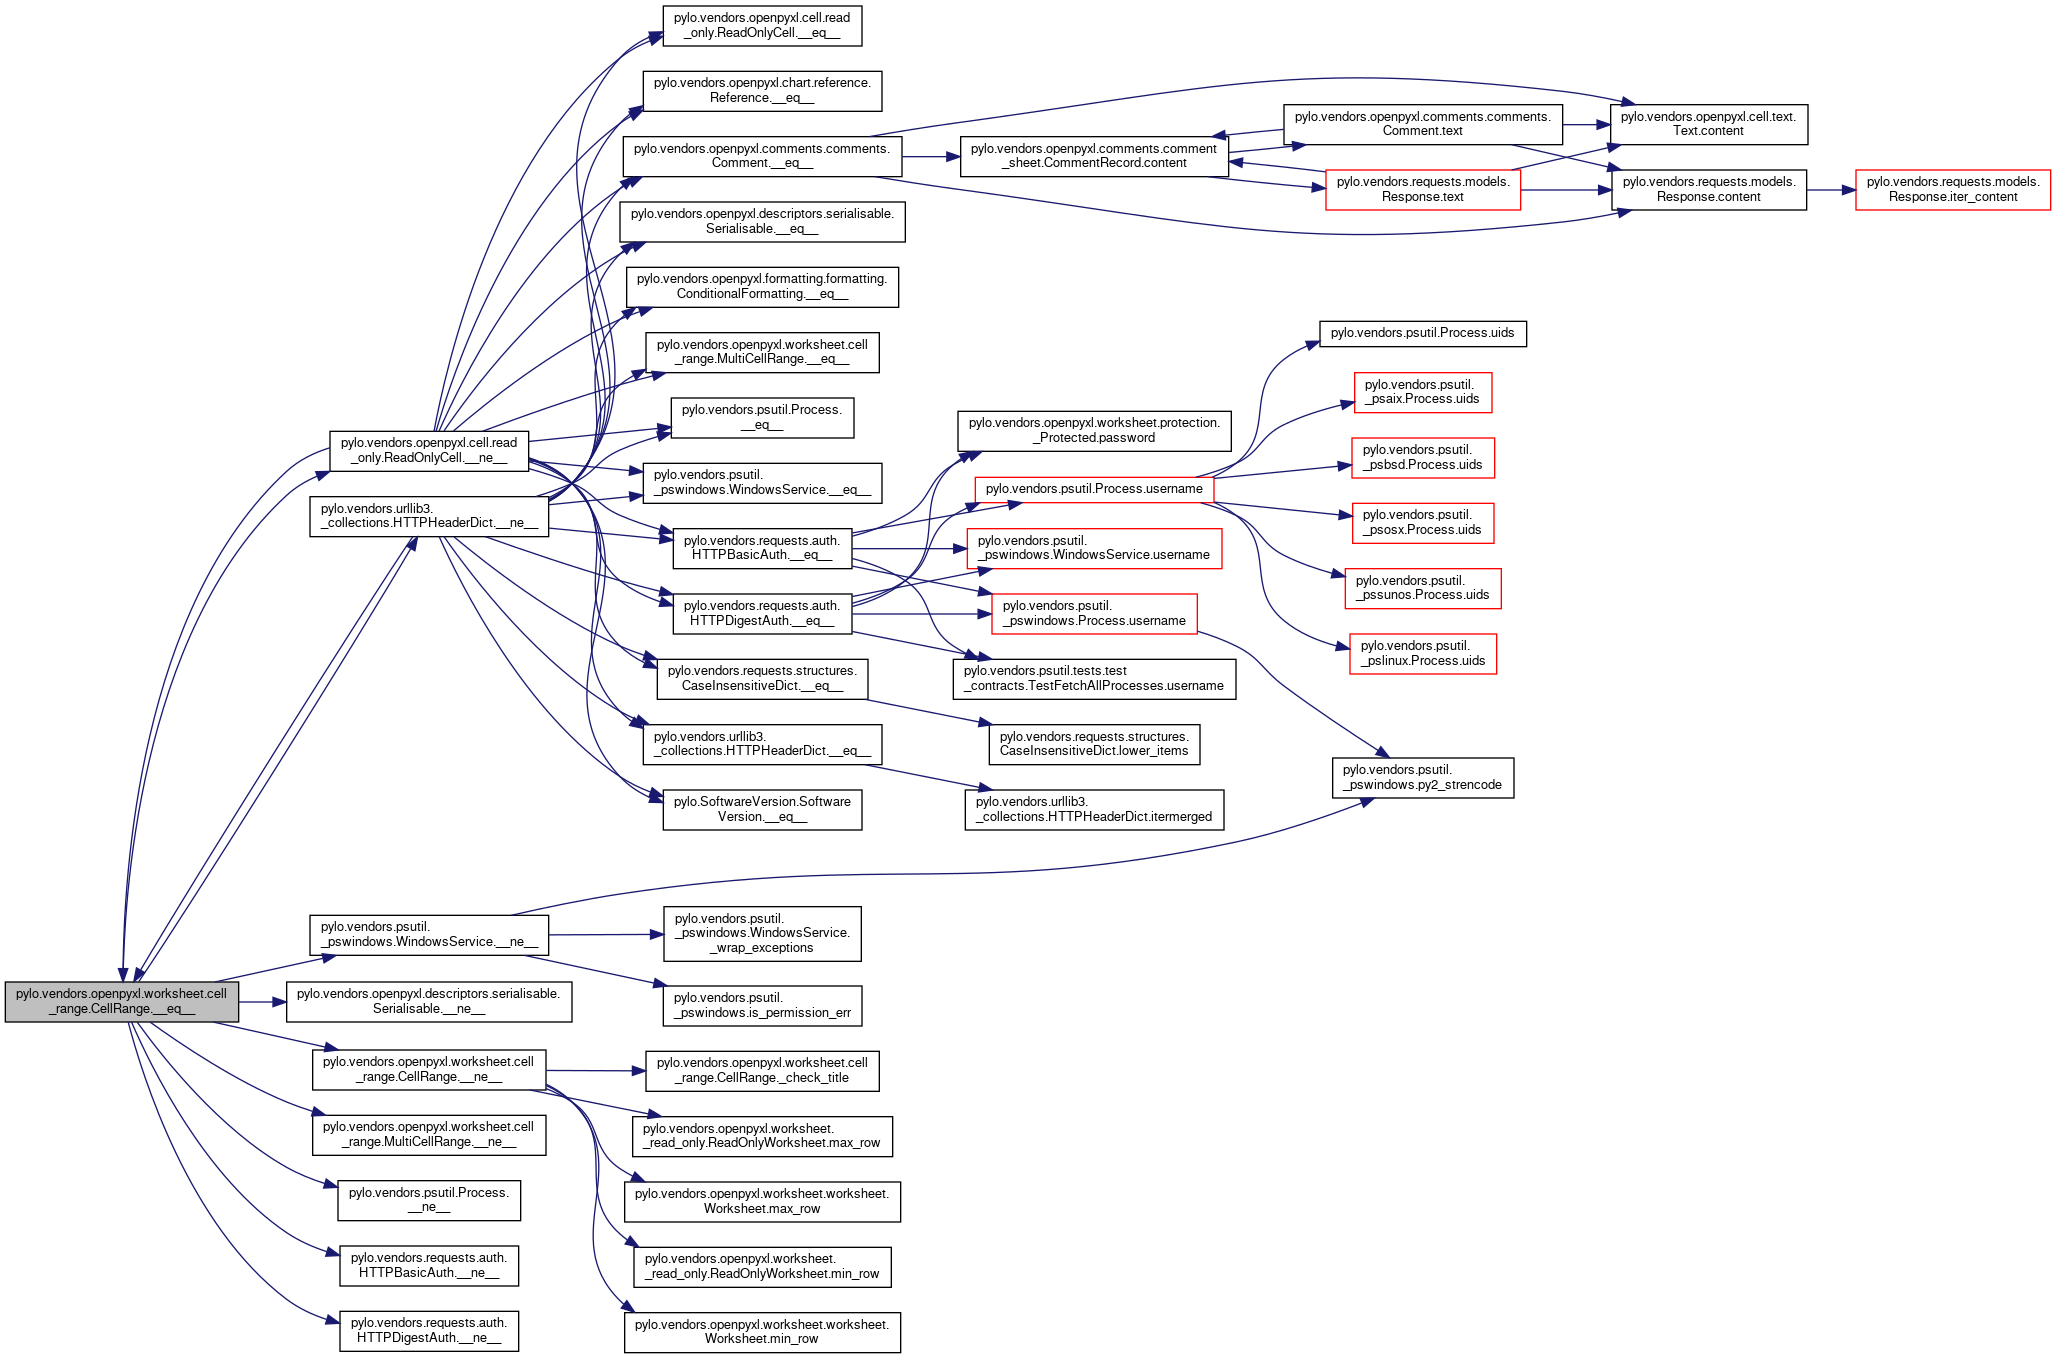 pylo.vendors.openpyxl.worksheet.cell
_range.CellRange.__eq__
pylo.vendors.openpyxl.cell.read
_only.ReadOnlyCell.__ne__
pylo.vendors.urllib3.
_collections.HTTPHeaderDict.__ne__
pylo.vendors.psutil.
_pswindows.WindowsService.__ne__
pylo.vendors.openpyxl.descriptors.serialisable.
Serialisable.__ne__
pylo.vendors.openpyxl.worksheet.cell
_range.CellRange.__ne__
pylo.vendors.openpyxl.worksheet.cell
_range.MultiCellRange.__ne__
pylo.vendors.psutil.Process.
__ne__
pylo.vendors.requests.auth.
HTTPBasicAuth.__ne__
pylo.vendors.requests.auth.
HTTPDigestAuth.__ne__
pylo.vendors.openpyxl.cell.read
_only.ReadOnlyCell.__eq__
pylo.vendors.openpyxl.chart.reference.
Reference.__eq__
pylo.vendors.openpyxl.comments.comments.
Comment.__eq__
pylo.vendors.openpyxl.descriptors.serialisable.
Serialisable.__eq__
pylo.vendors.openpyxl.formatting.formatting.
ConditionalFormatting.__eq__
pylo.vendors.openpyxl.worksheet.cell
_range.MultiCellRange.__eq__
pylo.vendors.psutil.Process.
__eq__
pylo.vendors.psutil.
_pswindows.WindowsService.__eq__
pylo.vendors.requests.auth.
HTTPBasicAuth.__eq__
pylo.vendors.requests.auth.
HTTPDigestAuth.__eq__
pylo.vendors.requests.structures.
CaseInsensitiveDict.__eq__
pylo.vendors.urllib3.
_collections.HTTPHeaderDict.__eq__
pylo.SoftwareVersion.Software
Version.__eq__
pylo.vendors.psutil.
_pswindows.WindowsService.
_wrap_exceptions
pylo.vendors.psutil.
_pswindows.is_permission_err
pylo.vendors.openpyxl.worksheet.cell
_range.CellRange._check_title
pylo.vendors.openpyxl.worksheet.
_read_only.ReadOnlyWorksheet.max_row
pylo.vendors.openpyxl.worksheet.worksheet.
Worksheet.max_row
pylo.vendors.openpyxl.worksheet.
_read_only.ReadOnlyWorksheet.min_row
pylo.vendors.openpyxl.worksheet.worksheet.
Worksheet.min_row
pylo.vendors.openpyxl.comments.comment
_sheet.CommentRecord.content
pylo.vendors.openpyxl.worksheet.protection.
_Protected.password
pylo.vendors.psutil.Process.username
pylo.vendors.psutil.
_pswindows.WindowsService.username
pylo.vendors.psutil.
_pswindows.Process.username
pylo.vendors.psutil.tests.test
_contracts.TestFetchAllProcesses.username
pylo.vendors.requests.structures.
CaseInsensitiveDict.lower_items
pylo.vendors.urllib3.
_collections.HTTPHeaderDict.itermerged
pylo.vendors.openpyxl.comments.comments.
Comment.text
pylo.vendors.requests.models.
Response.text
pylo.vendors.psutil.Process.uids
pylo.vendors.psutil.
_psaix.Process.uids
pylo.vendors.psutil.
_psbsd.Process.uids
pylo.vendors.psutil.
_psosx.Process.uids
pylo.vendors.psutil.
_pssunos.Process.uids
pylo.vendors.psutil.
_pslinux.Process.uids
pylo.vendors.psutil.
_pswindows.py2_strencode
pylo.vendors.openpyxl.cell.text.
Text.content
pylo.vendors.requests.models.
Response.content
pylo.vendors.requests.models.
Response.iter_content